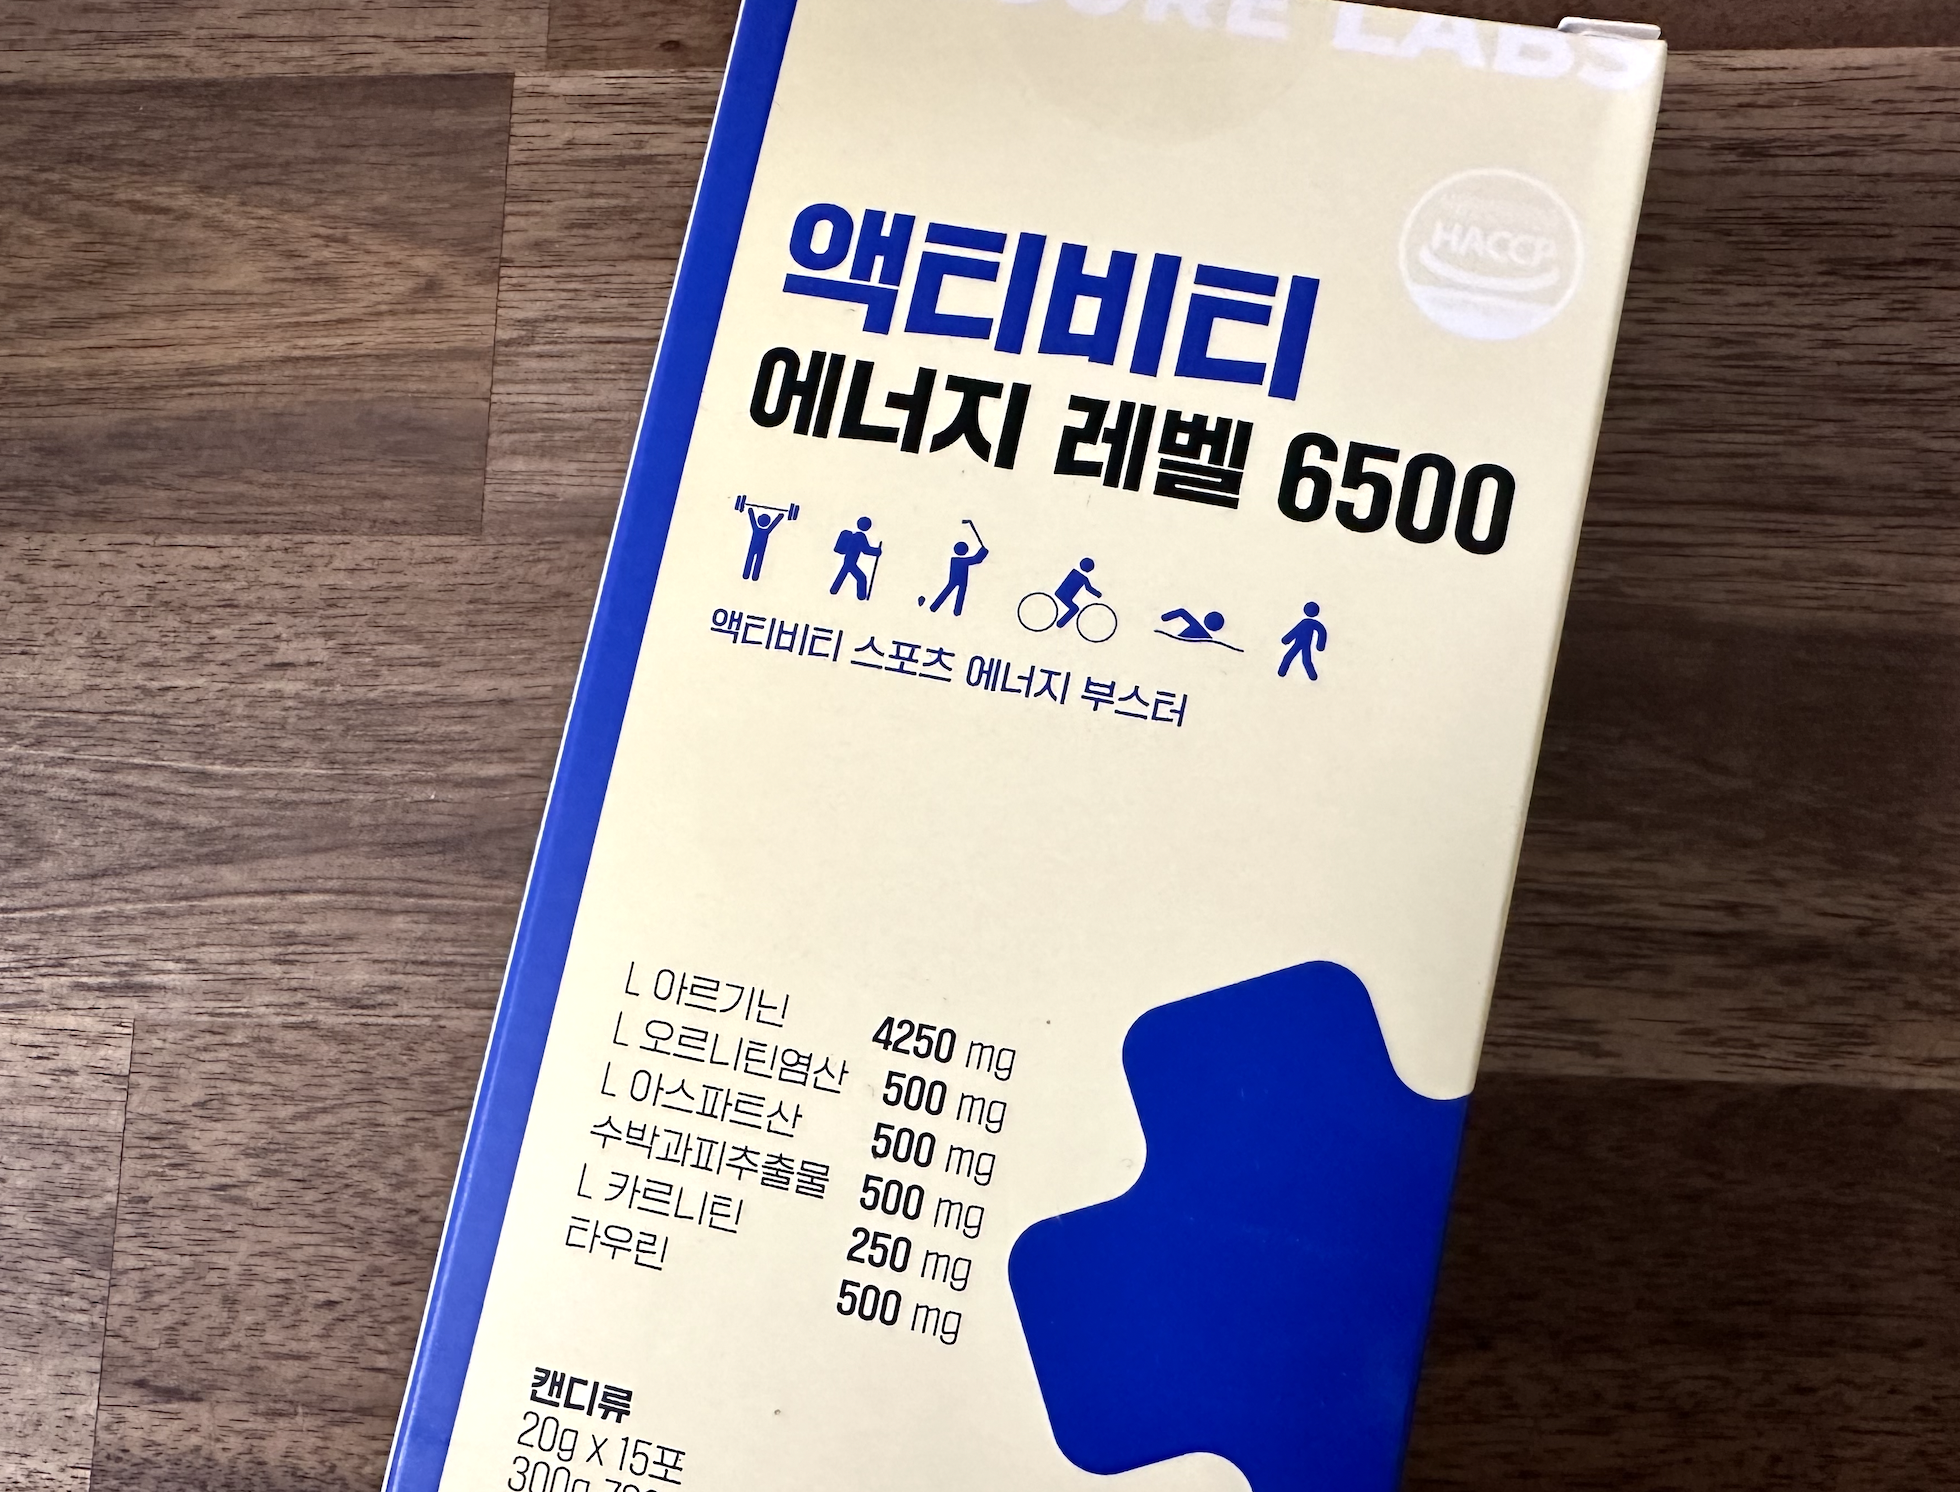 LABS
HACCP
액티비티
에너지 레벨 6500
액티비티 스포츠 에너지 부스터
L 아르기닌 4250 mg
L 오르니틴염산 500 mg
L 아스파트산 500 mg
수박과피추출물 500 mg
L 카르니틴 250 mg
타우린 500 mg
캔디류
20g x 15포
300g